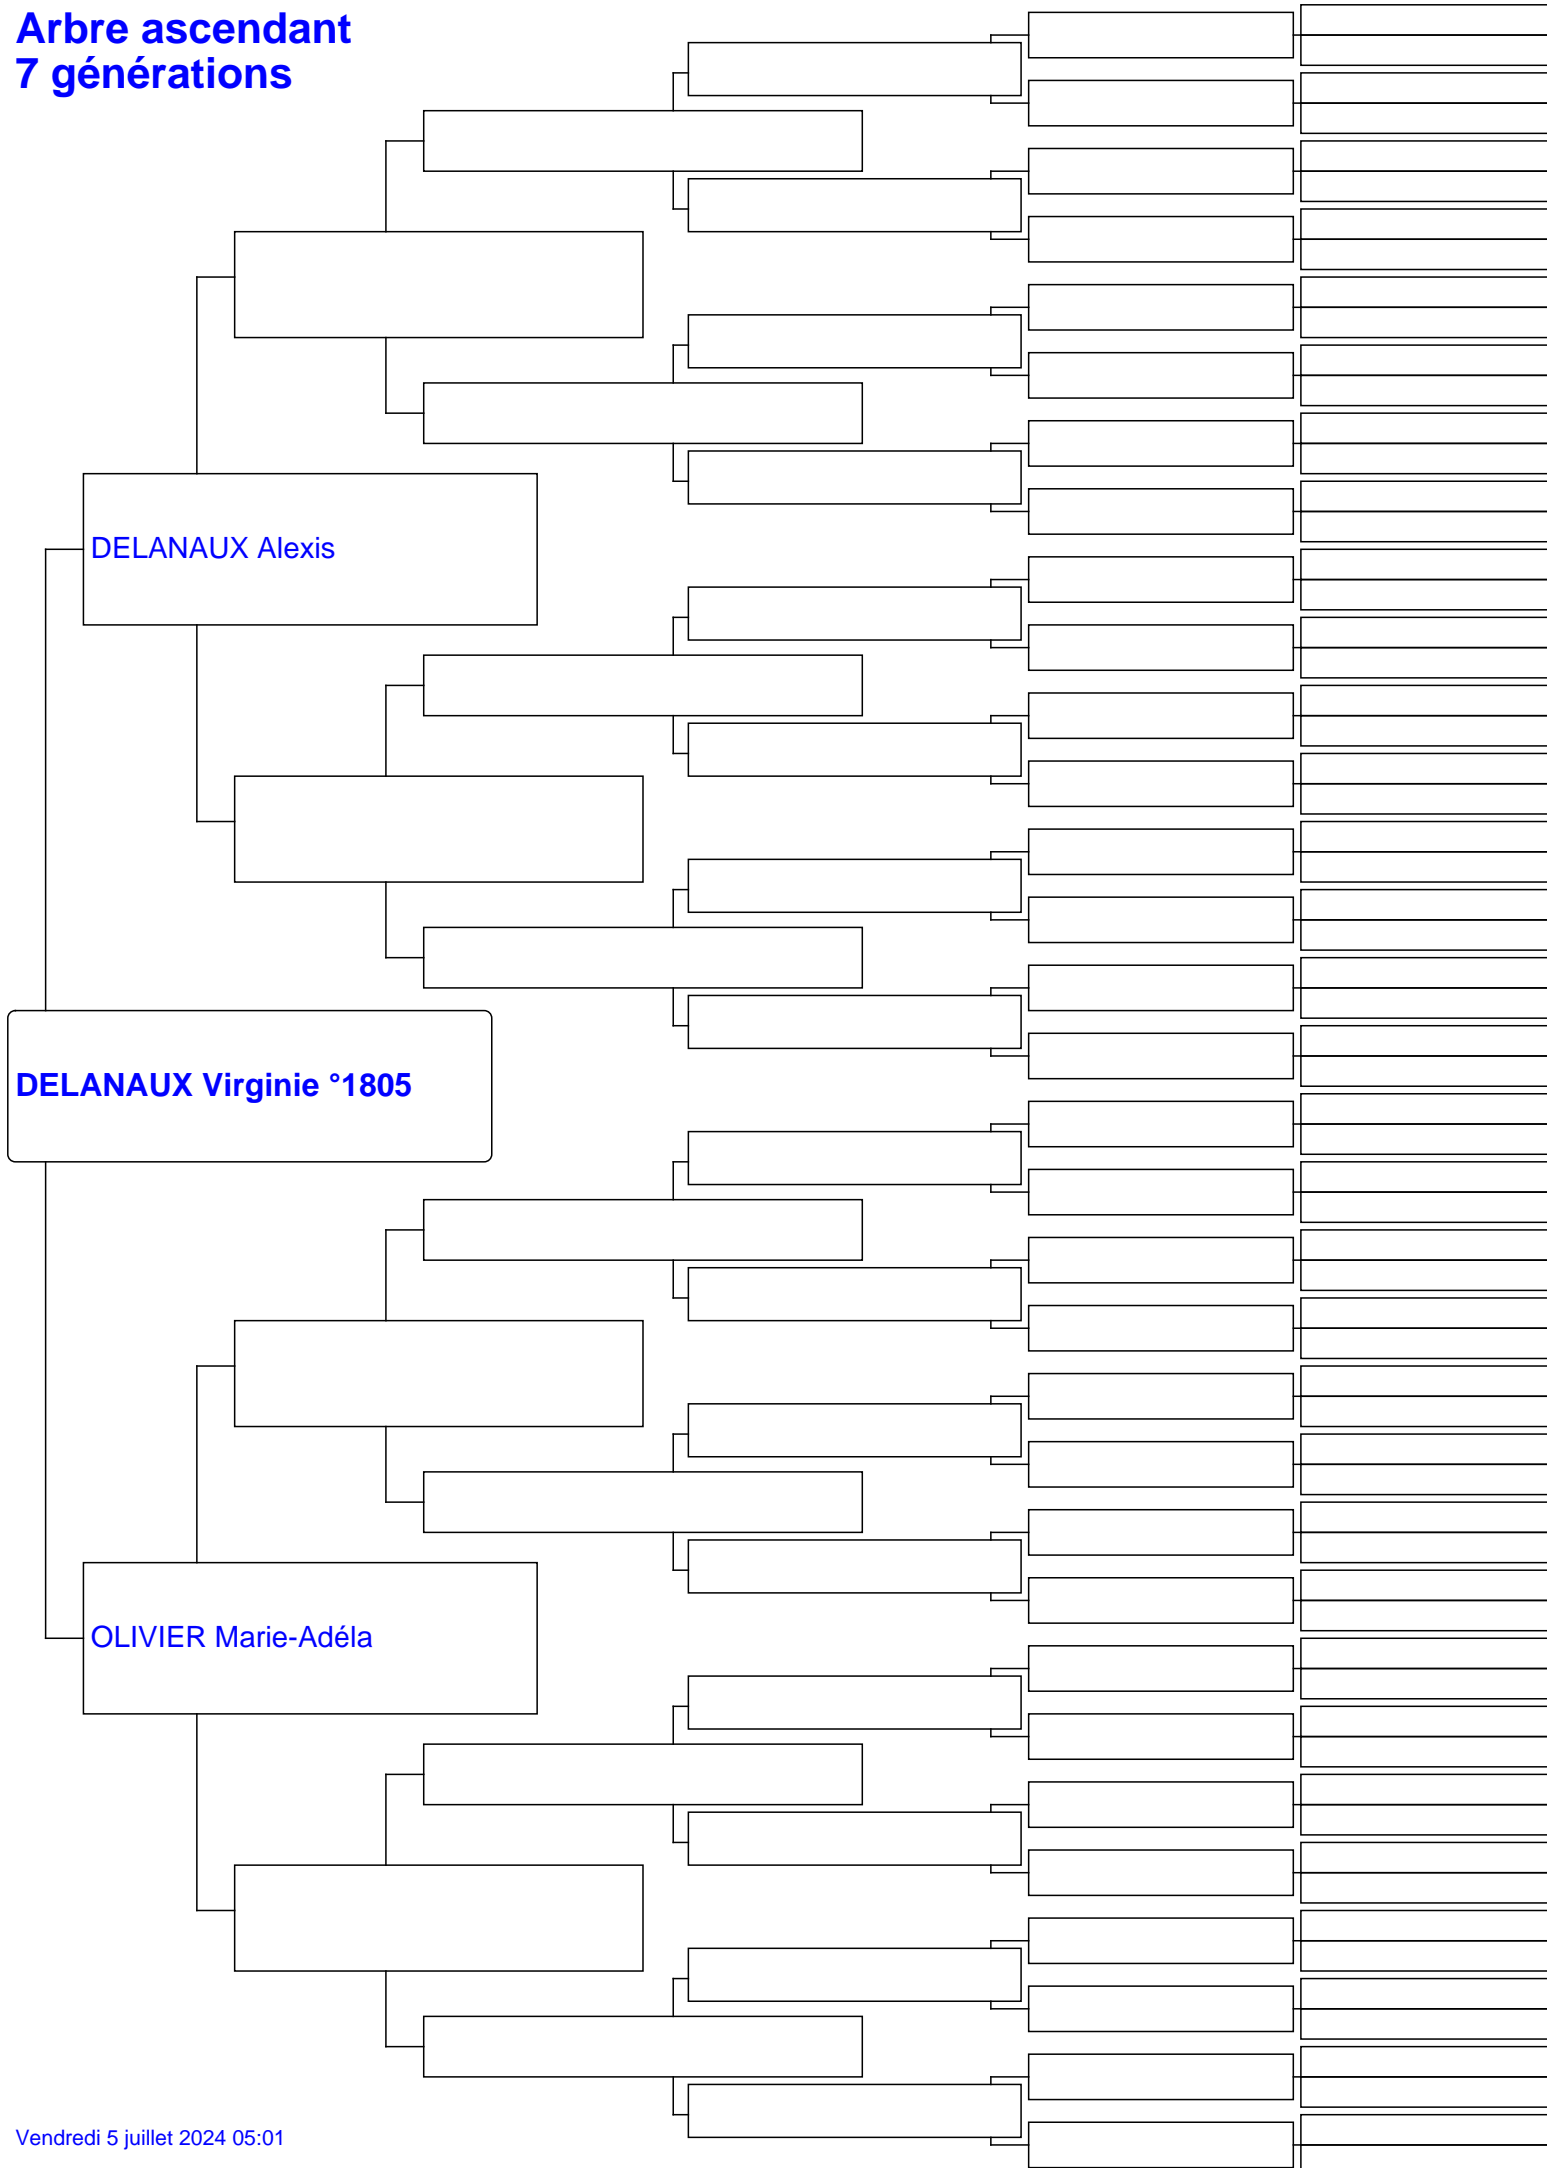 Arbre ascendant
7 générations
DELANAUX Alexis
DELANAUX Virginie °1805
OLIVIER Marie-Adéla
Vendredi 5 juillet 2024 05:01